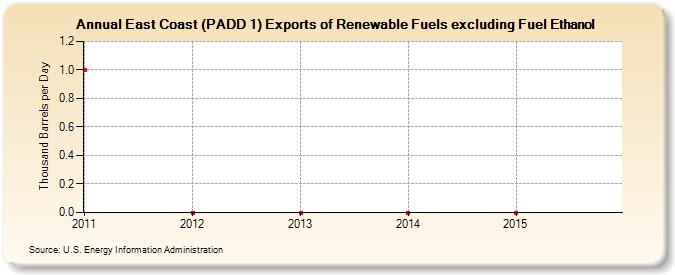 Annual East Coast (PADD 1) Exports of Renewable Fuels excluding Fuel Ethanol
Thousand Barrels per Day
1.2
1.0
0.8
0.6
0.4
0.2
0.0
2011 2012 2013 2014 2015
Source: U.S. Energy Information Administration